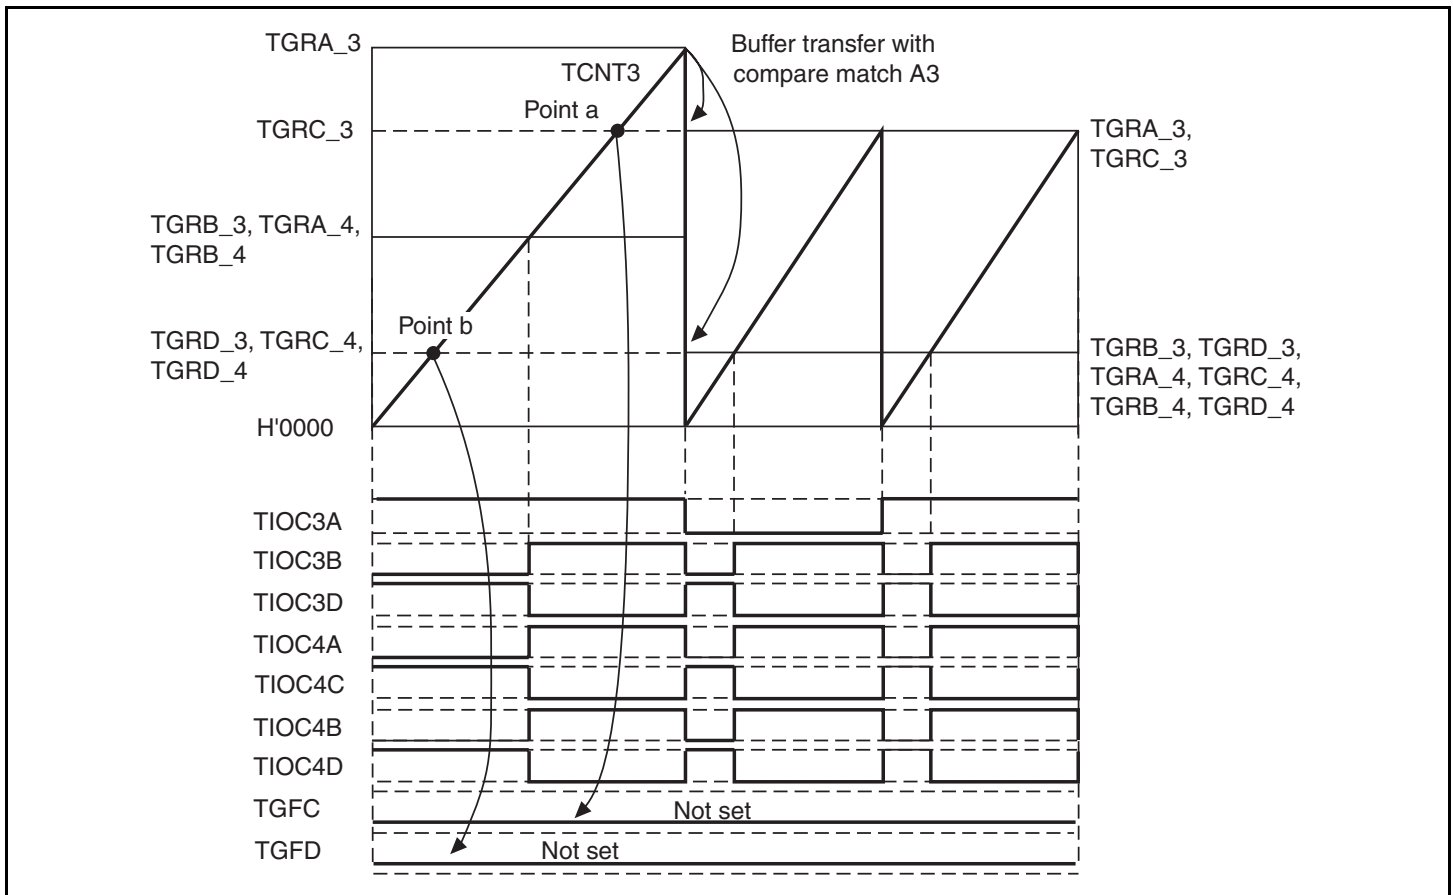 TGRA_3
TCNT3
Buffer transfer with
compare match A3
Point a
TGRC_3
TGRA_3,
TGRC_3
TGRB_3, TGRA_4,
TGRB_4
Point b
TGRD_3, TGRC_4,
TGRD_4
TGRB_3, TGRD_3,
TGRA_4, TGRC_4,
TGRB_4, TGRD_4
H'0000
TIOC3A
TIOC3B
TIOC3D
TIOC4A
TIOC4C
TIOC4B
TIOC4D
TGFC
Not set
TGFD
Not set